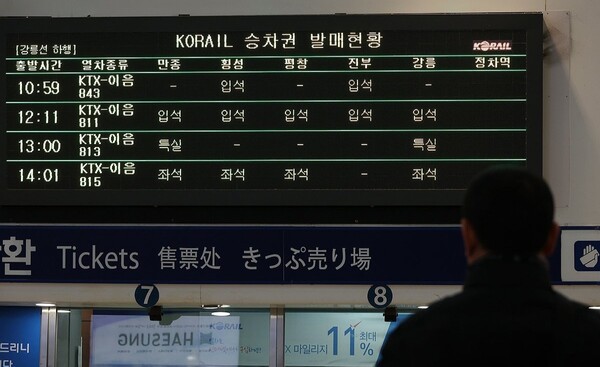 KORAIL 승차권 발매현황
[강릉선 하행]
KORAIL
출발시간 열차종류 만종 횡성 평창 진부 강릉 정차역
10:59 KTX-이음 843 - 입석 - 입석 -
12:11 KTX-이음 811 입석 입석 입석 입석 입석
13:00 KTX-이음 813 특실 - - - 특실
14:01 KTX-이음 815 좌석 좌석 좌석 - 좌석
환 Tickets 售票处 きっぷ売り場
7
8
드리니
다.
KORAIL
HAESUNG
X 마일리지 11% 최대